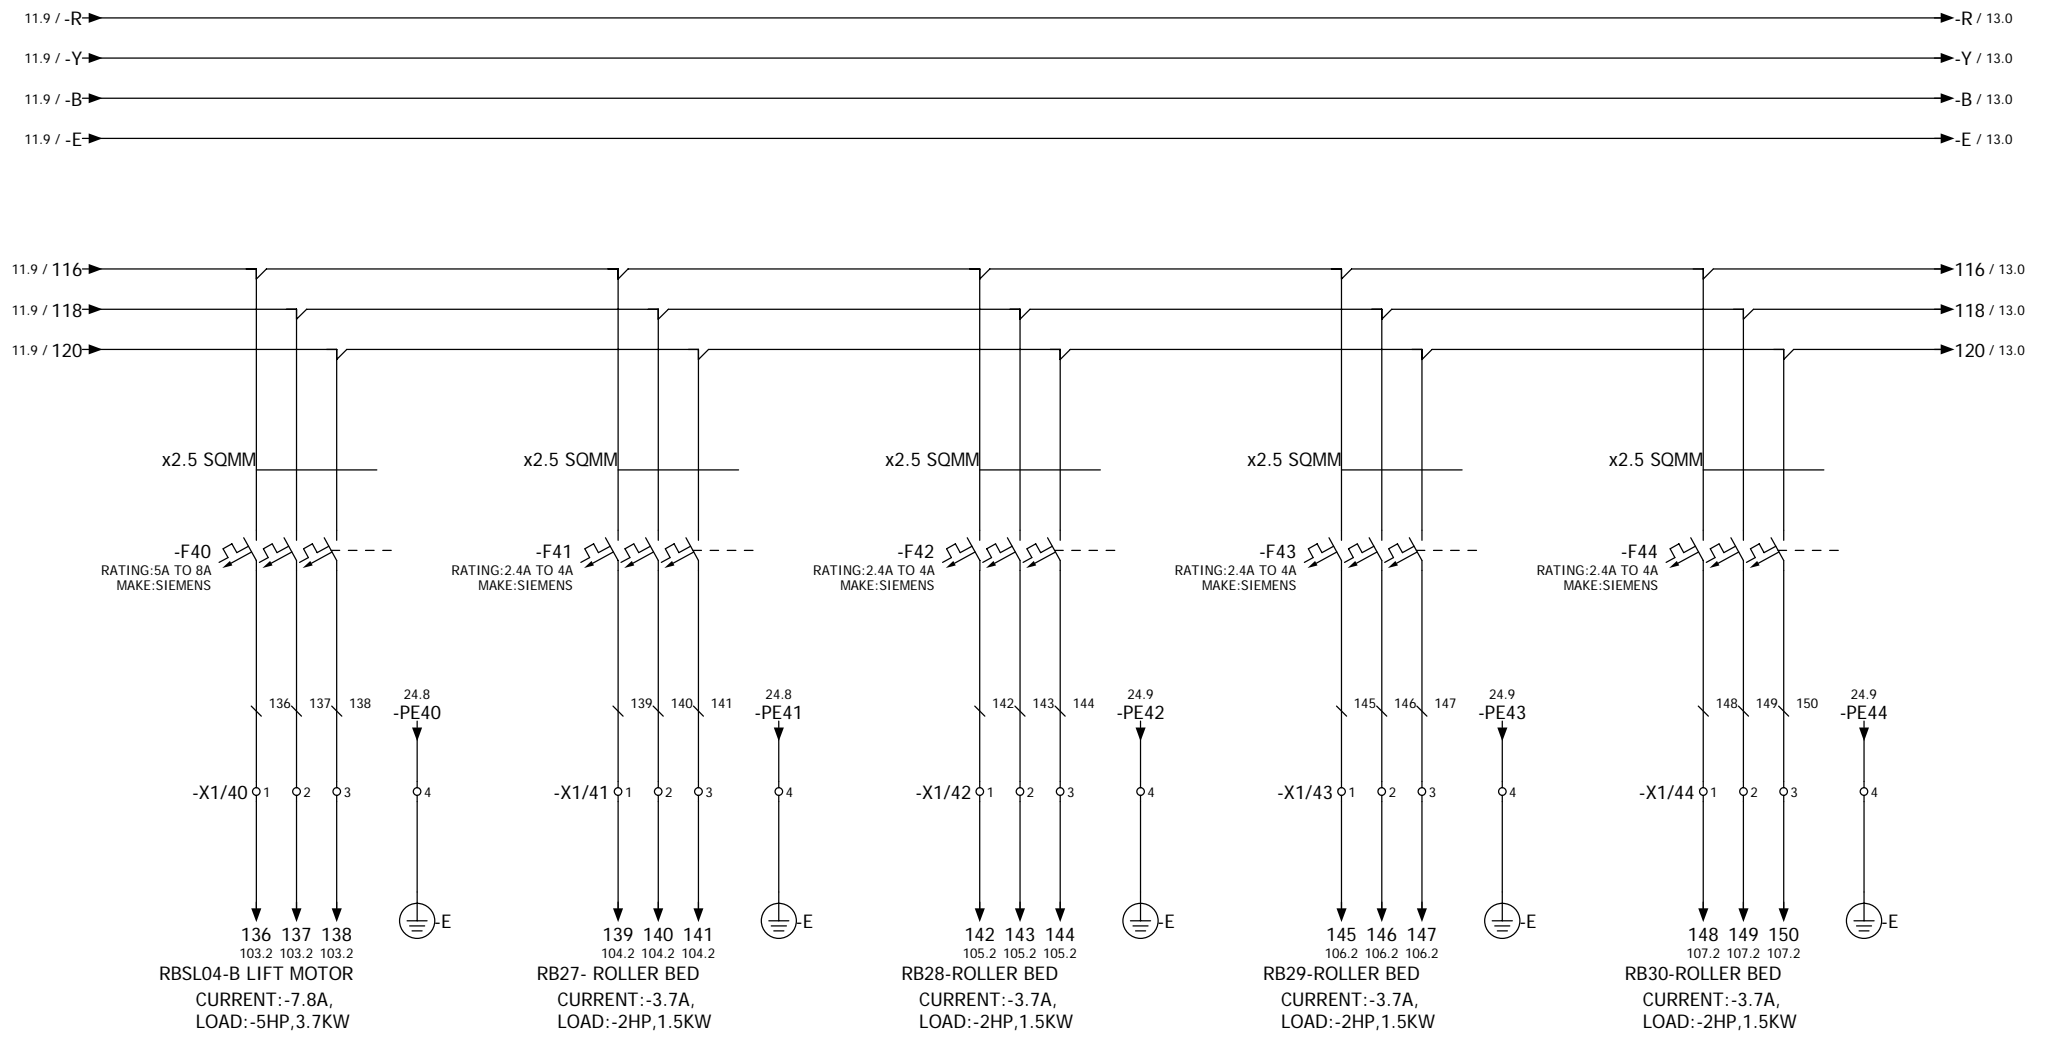 11.9 / -R -R / 13.0
11.9 / -Y -Y / 13.0
11.9 / -B -B / 13.0
11.9 / -E -E / 13.0
11.9 / 116 116 / 13.0
11.9 / 118 118 / 13.0
11.9 / 120 120 / 13.0
x2.5 SQMM x2.5 SQMM x2.5 SQMM x2.5 SQMM x2.5 SQMM
-F40 -F41 -F42 -F43 -F44
RATING:5A TO 8A RATING:2.4A TO 4A RATING:2.4A TO 4A RATING:2.4A TO 4A RATING:2.4A TO 4A
MAKE:SIEMENS MAKE:SIEMENS MAKE:SIEMENS MAKE:SIEMENS MAKE:SIEMENS
24.8 24.8 24.9 24.9 24.9
136 137 138 139 140 141 142 143 144 145 146 147 148 149 150
-PE40 -PE41 -PE42 -PE43 -PE44
-X1/40 1 2 3 4 -X1/41 1 2 3 4 -X1/42 1 2 3 4 -X1/43 1 2 3 4 -X1/44 1 2 3 4
-E -E -E -E -E
136 137 138 139 140 141 142 143 144 145 146 147 148 149 150
103.2 103.2 103.2 104.2 104.2 104.2 105.2 105.2 105.2 106.2 106.2 106.2 107.2 107.2 107.2
RBSL04-B LIFT MOTOR RB27- ROLLER BED RB28-ROLLER BED RB29-ROLLER BED RB30-ROLLER BED
CURRENT:-7.8A, CURRENT:-3.7A, CURRENT:-3.7A, CURRENT:-3.7A, CURRENT:-3.7A,
LOAD:-5HP,3.7KW LOAD:-2HP,1.5KW LOAD:-2HP,1.5KW LOAD:-2HP,1.5KW LOAD:-2HP,1.5KW